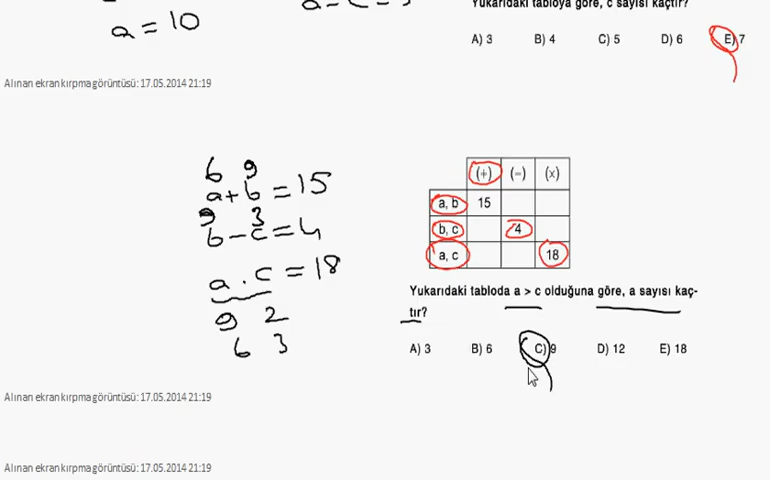 a = 10
Yukarıdaki tabloya göre, c sayısı kaçtır?
A) 3 B) 4 C) 5 D) 6 E) 7
Alınan ekran kırpma görüntüsü: 17.05.2014 21:19
6 9
a+b = 15
9 3
b-c = 4
a . c = 18
9 2
6 3
(+) (−) (x)
a, b 15
b, c 4
a, c 18
Yukarıdaki tabloda a > c olduğuna göre, a sayısı kaç-
tır?
A) 3 B) 6 C) 9 D) 12 E) 18
Alınan ekran kırpma görüntüsü: 17.05.2014 21:19
Alınan ekran kırpma görüntüsü: 17.05.2014 21:19